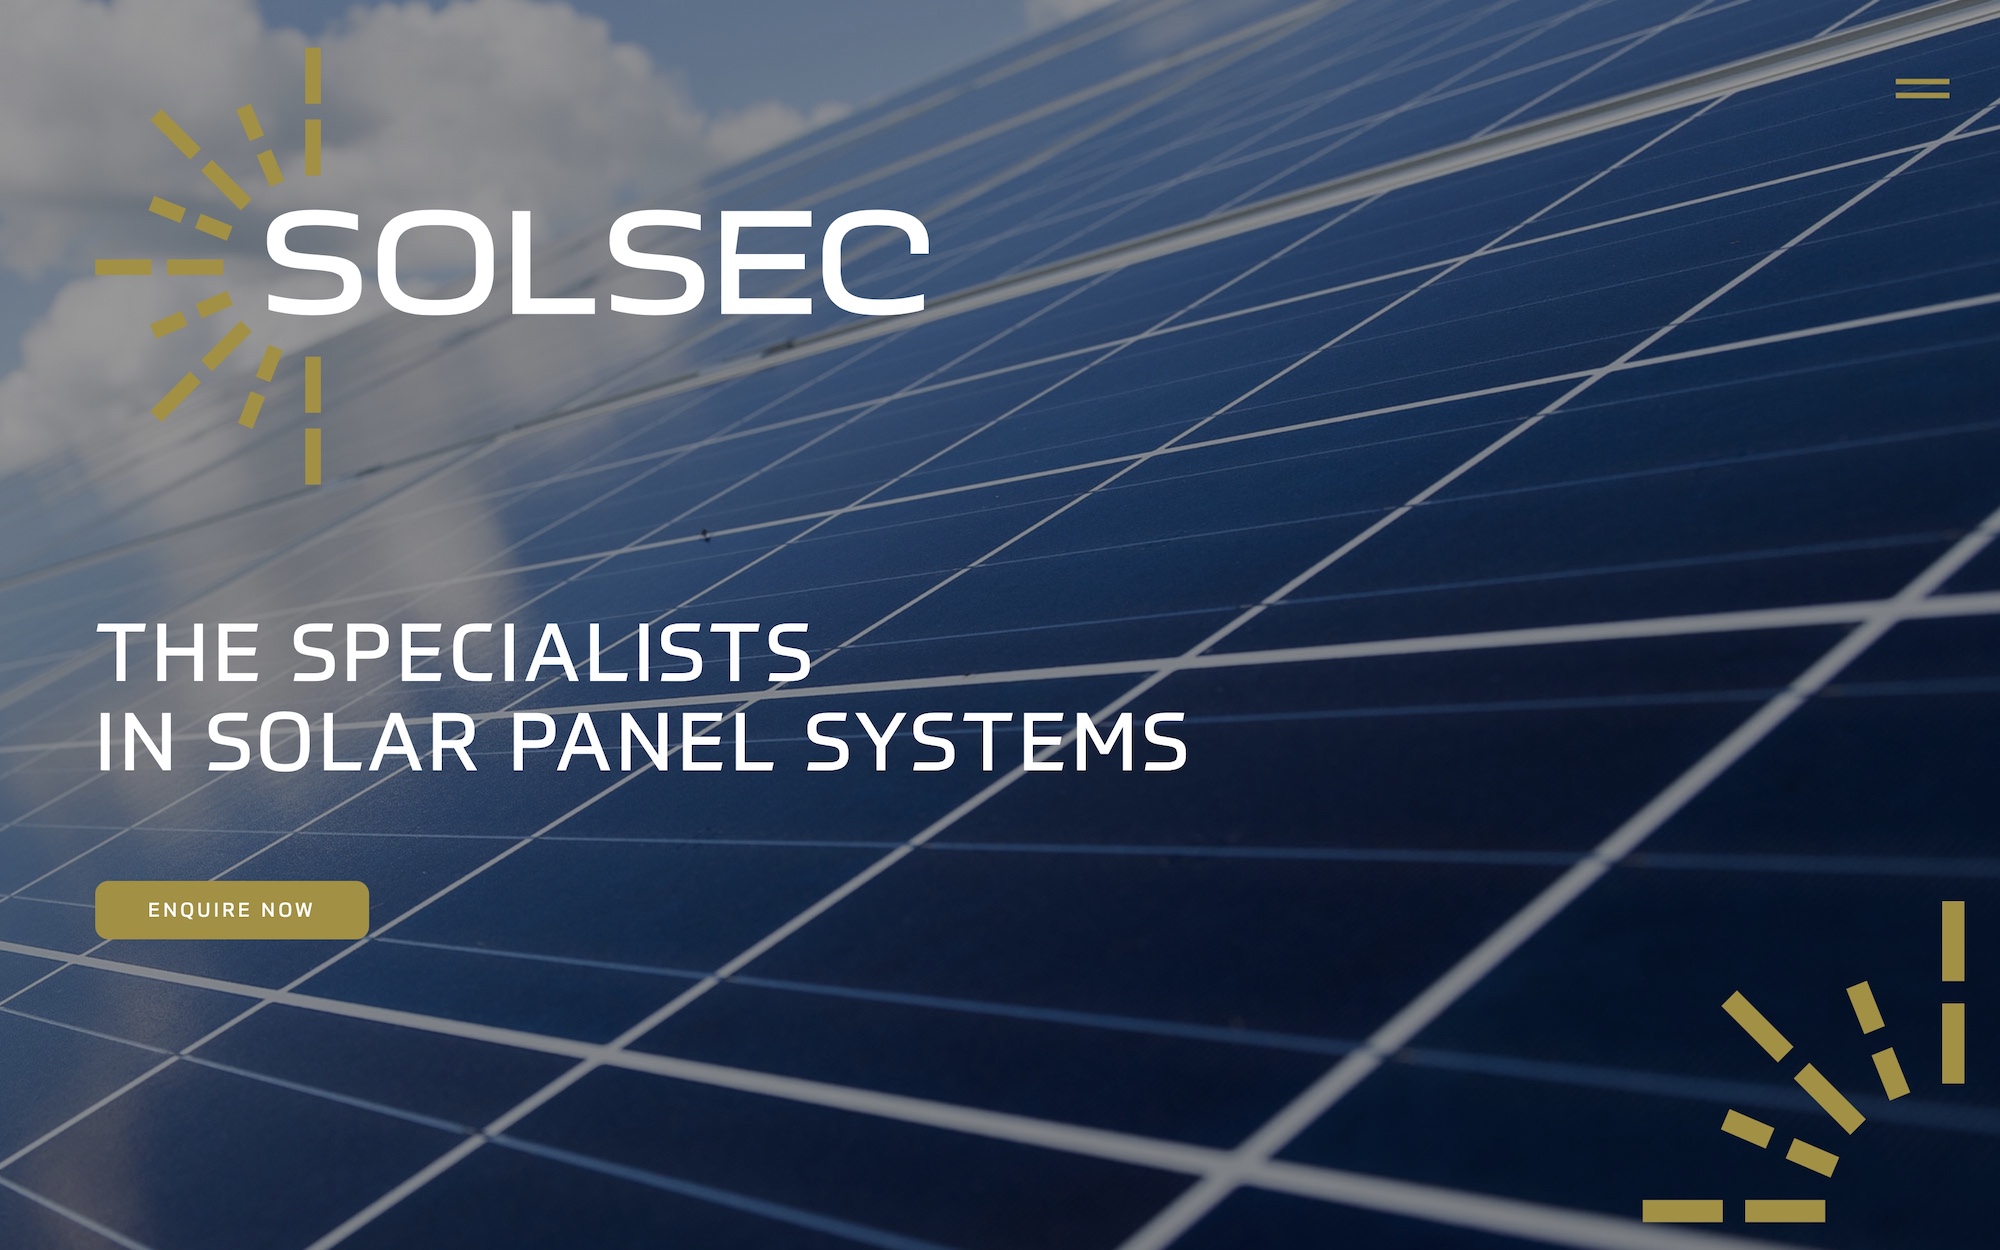 SOLSEC
THE SPECIALISTS
IN SOLAR PANEL SYSTEMS
ENQUIRE NOW